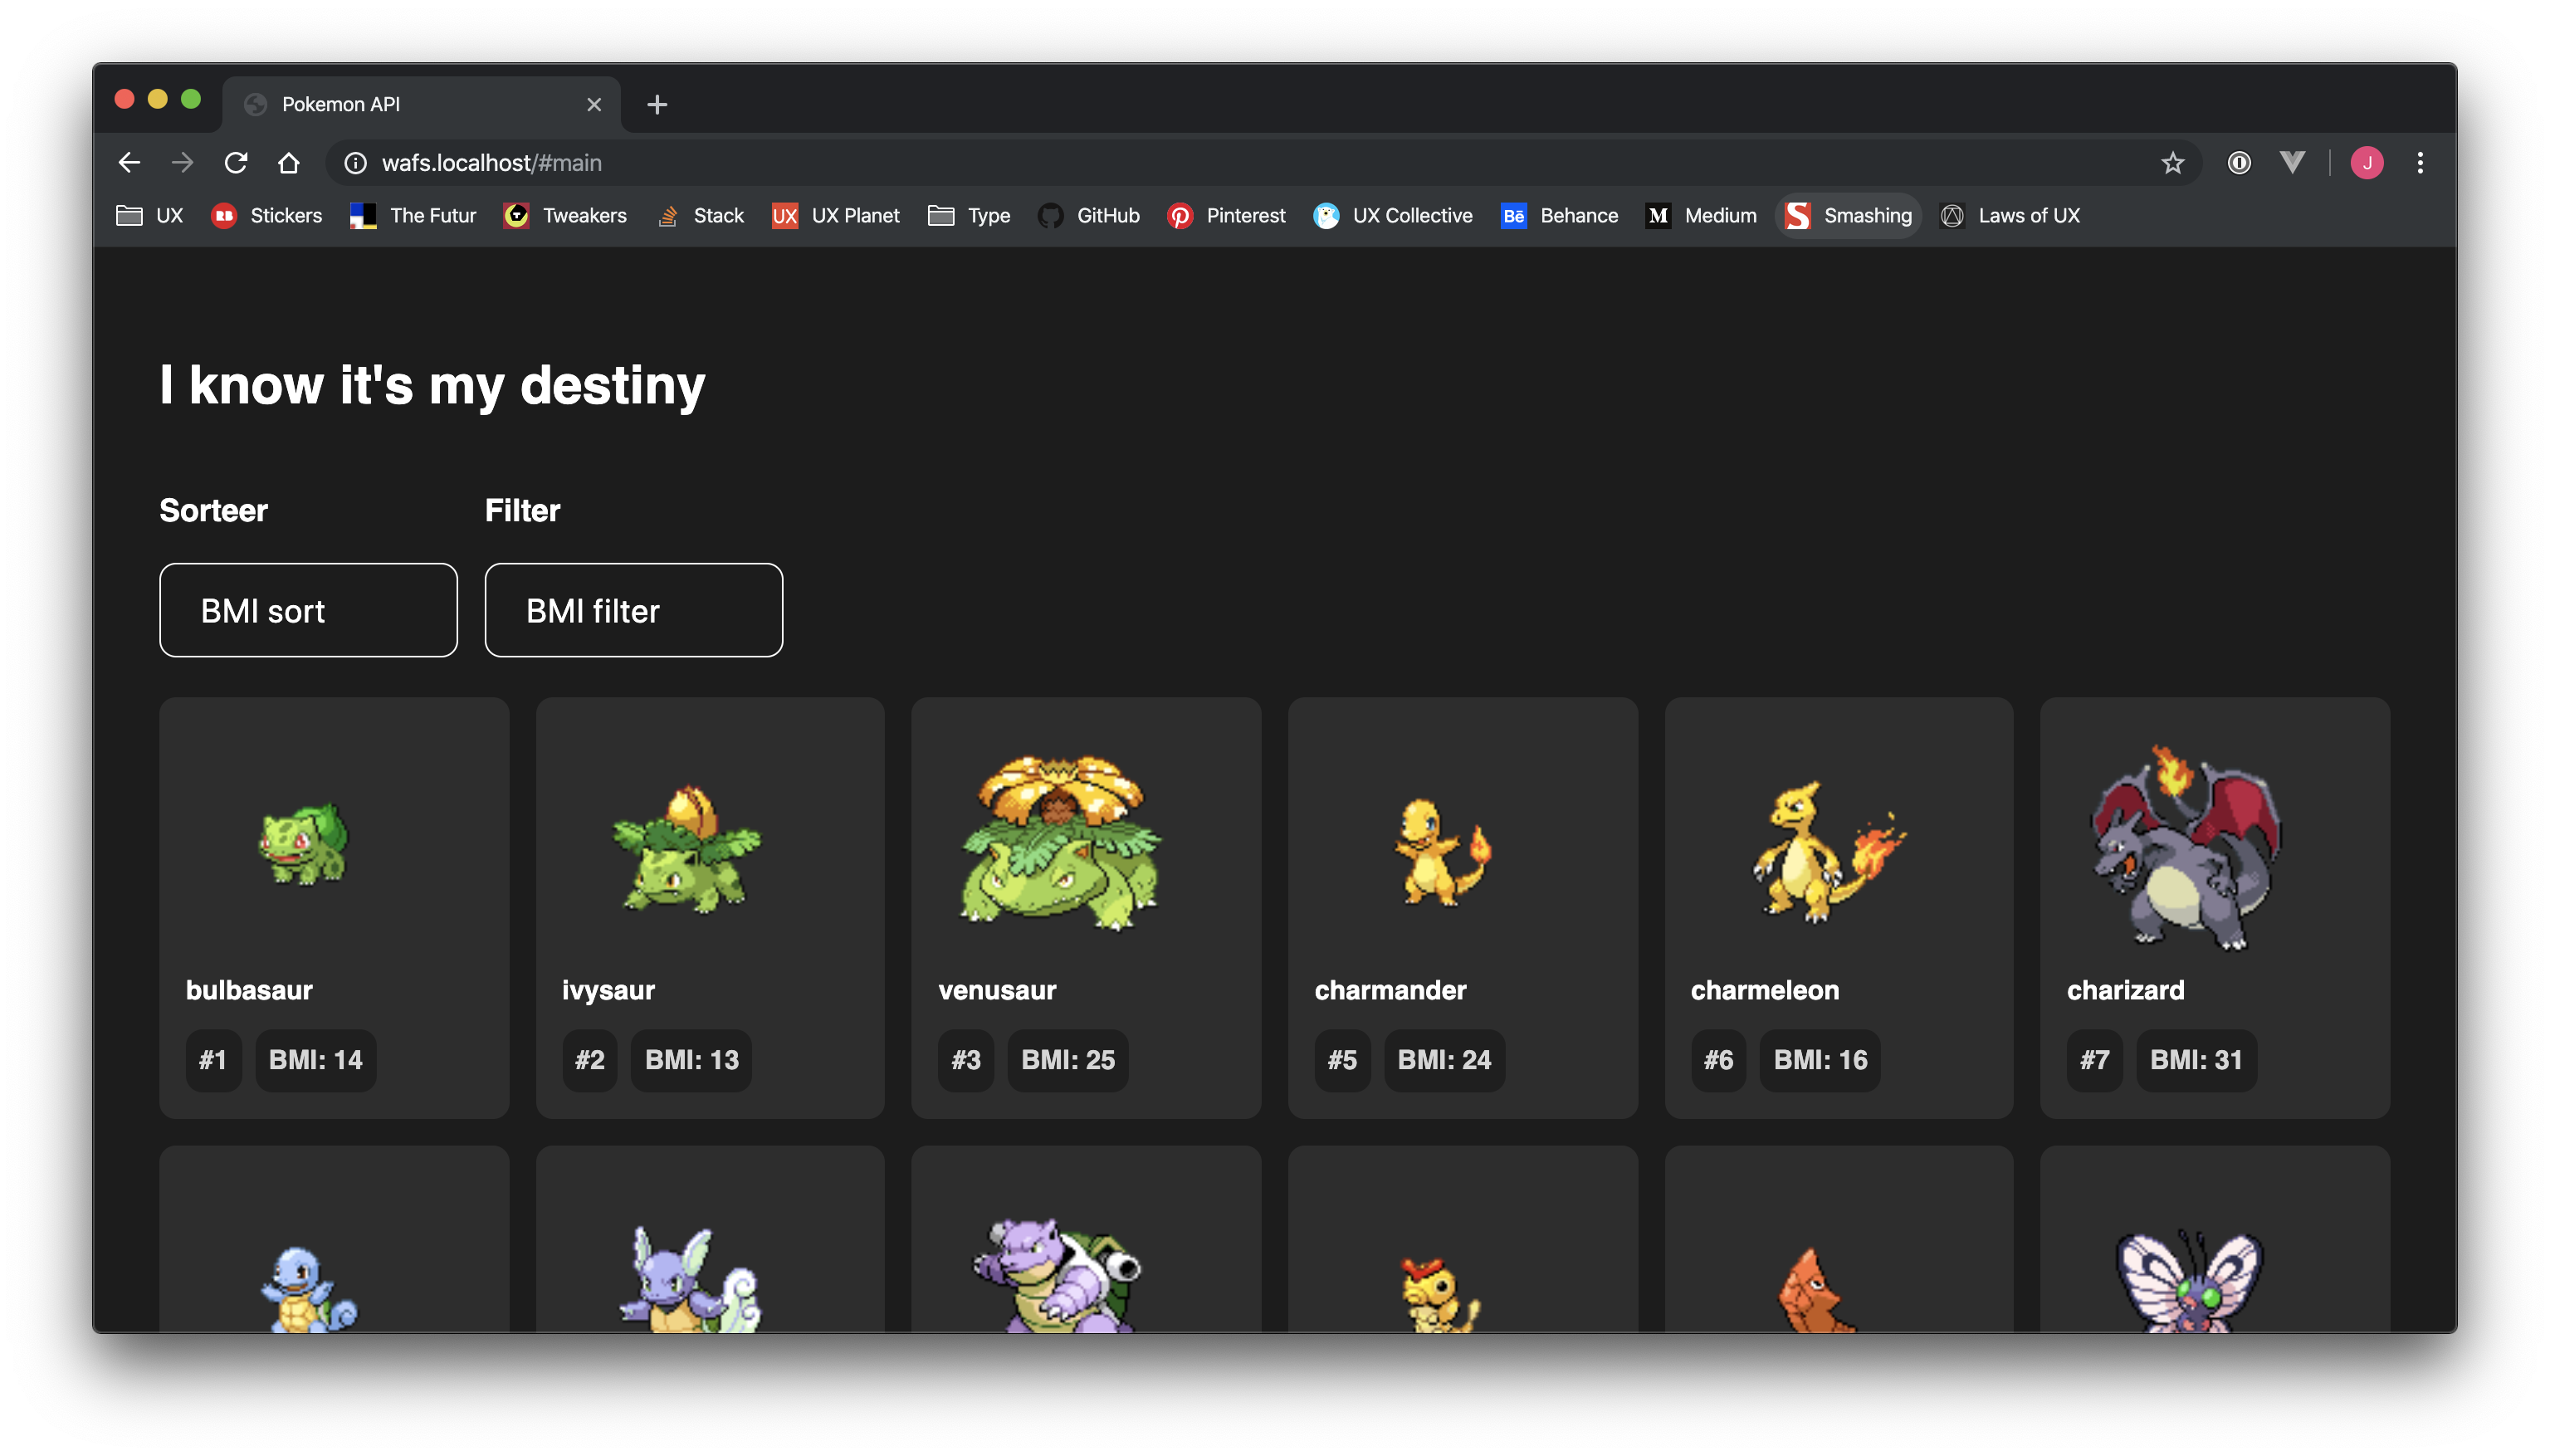 Pokemon API
wafs.localhost/#main
UX Stickers The Futur Tweakers Stack UX Planet Type GitHub Pinterest UX Collective Behance Medium Smashing Laws of UX
I know it's my destiny
Sorteer Filter
BMI sort BMI filter
bulbasaur ivysaur venusaur charmander charmeleon charizard
#1 BMI: 14 #2 BMI: 13 #3 BMI: 25 #5 BMI: 24 #6 BMI: 16 #7 BMI: 31